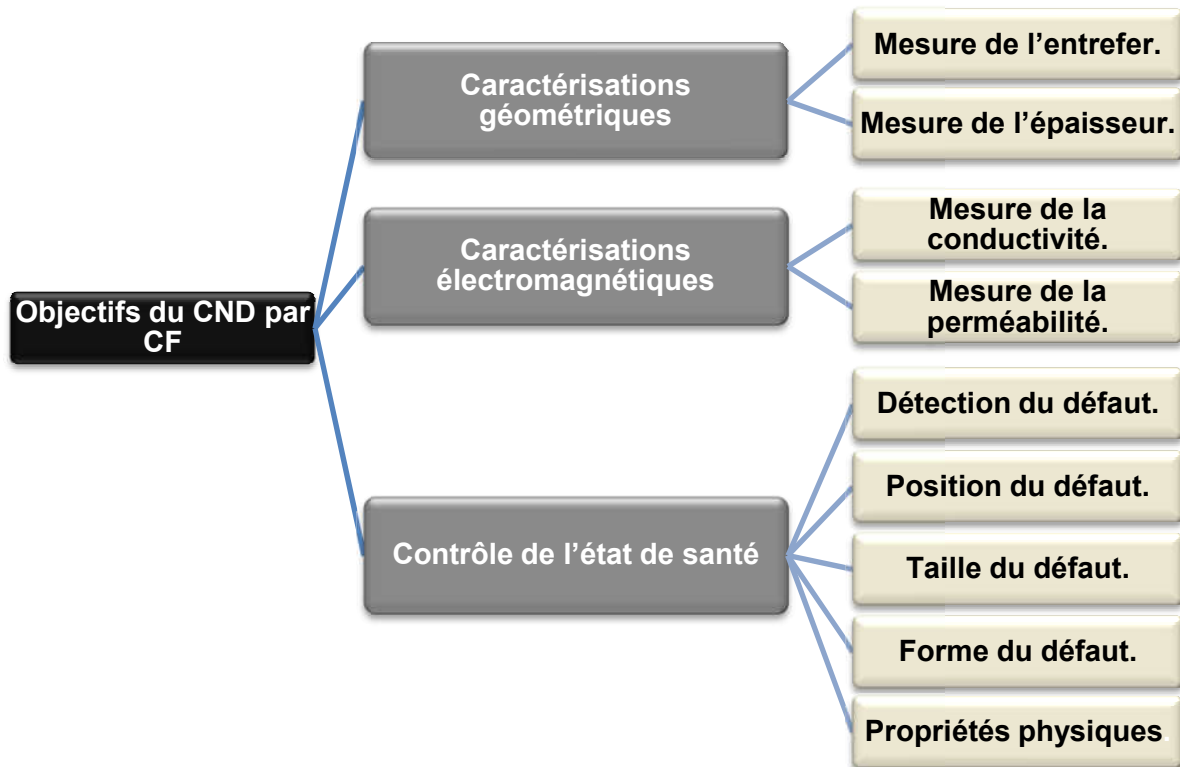 Objectifs du CND par
CF
Caractérisations
géométriques
Mesure de l’entrefer.
Mesure de l’épaisseur.
Caractérisations
électromagnétiques
Mesure de la
conductivité.
Mesure de la
perméabilité.
Contrôle de l’état de santé
Détection du défaut.
Position du défaut.
Taille du défaut.
Forme du défaut.
Propriétés physiques.